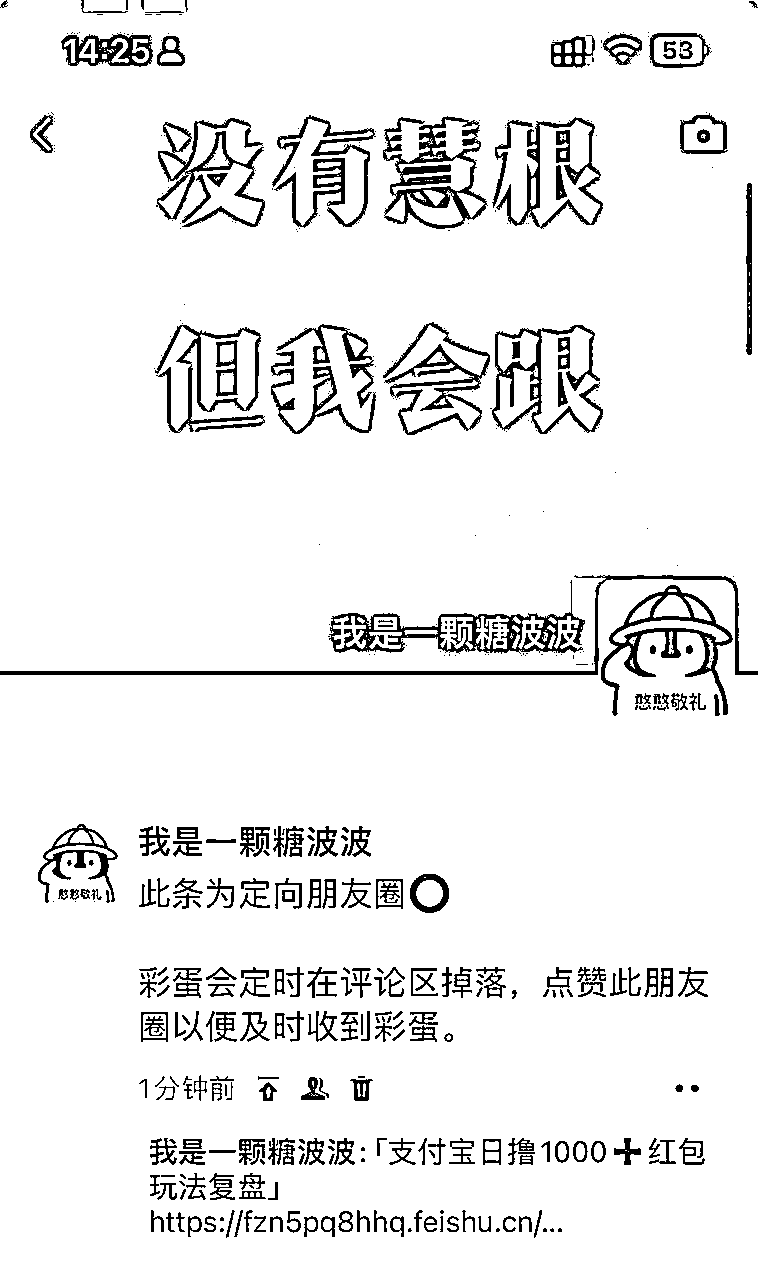 14:25
53
没有慧根
但我会跟
我是一颗糖波波
憨憨敬礼
我是一颗糖波波
此条为定向朋友圈⭕
憨憨敬礼
彩蛋会定时在评论区掉落，点赞此朋友
圈以便及时收到彩蛋。
1分钟前
我是一颗糖波波:「支付宝日撸1000➕红包
玩法复盘」
https://fzn5pq8hhq.feishu.cn/...